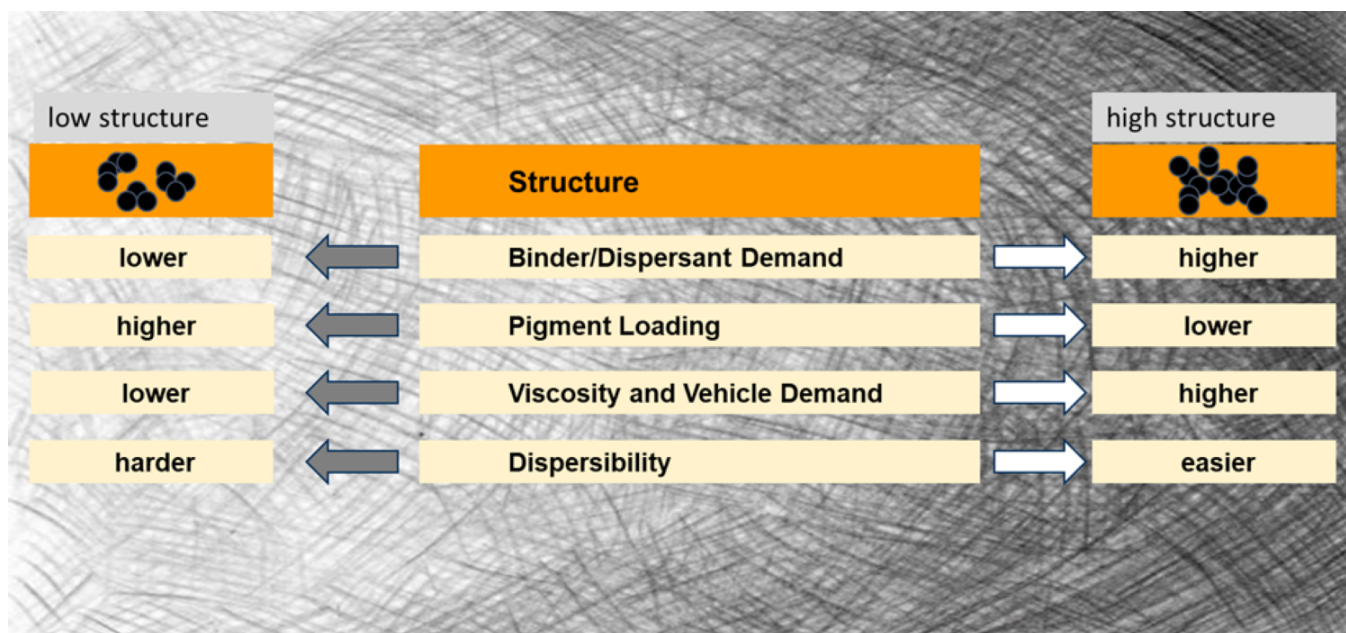 low structure
high structure
Structure
lower
Binder/Dispersant Demand
higher
higher
Pigment Loading
lower
lower
Viscosity and Vehicle Demand
higher
harder
Dispersibility
easier